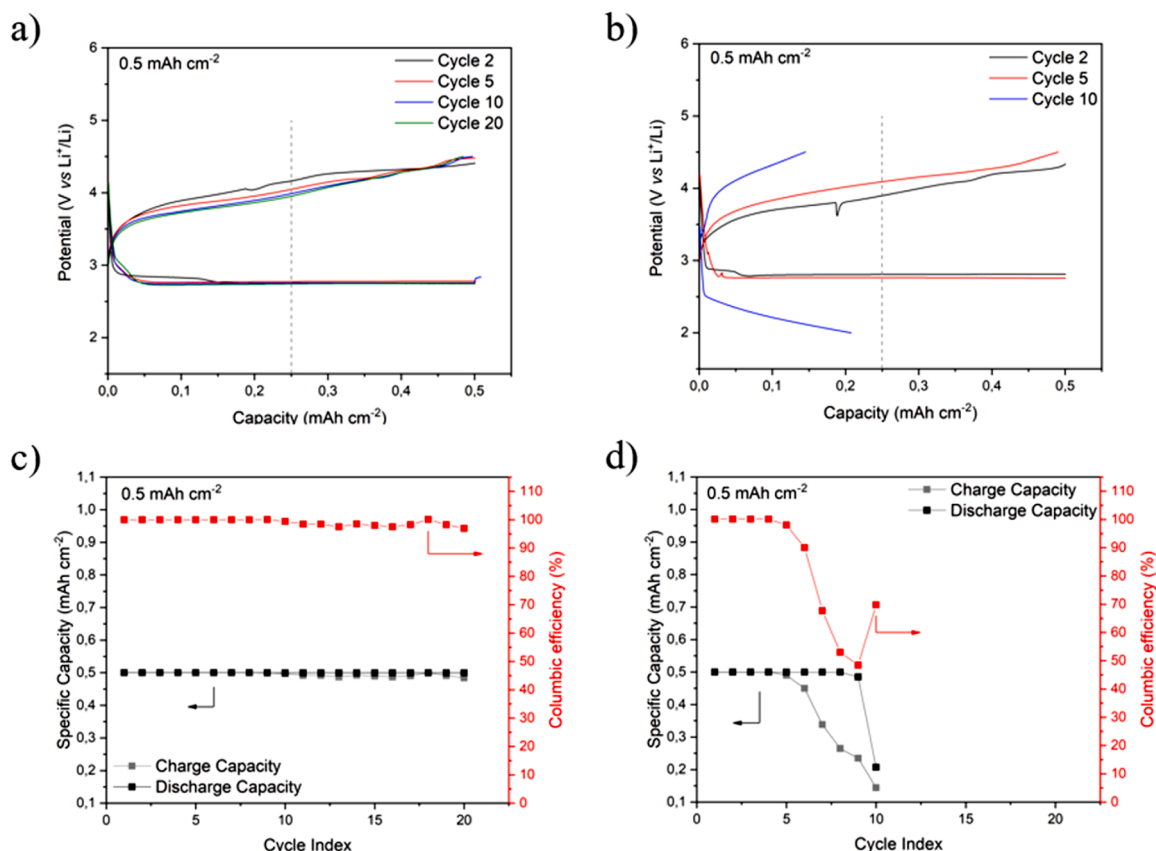 a)
0.5 mAh cm-2
Cycle 2
Cycle 5
Cycle 10
Cycle 20
6
5
4
3
2
Potential (V vs Li+/Li)
0,0 0,1 0,2 0,3 0,4 0,5
Capacity (mAh cm-2)
b)
0.5 mAh cm-2
Cycle 2
Cycle 5
Cycle 10
6
5
4
3
2
Potential (V vs Li+/Li)
0,0 0,1 0,2 0,3 0,4 0,5
Capacity (mAh cm-2)
c)
0.5 mAh cm-2
1,1
1,0
0,9
0,8
0,7
0,6
0,5
0,4
0,3
0,2
0,1
Specific Capacity (mAh cm-2)
110
100
90
80
70
60
50
40
30
20
10
0
Columbic efficiency (%)
Charge Capacity
Discharge Capacity
0 5 10 15 20
Cycle Index
d)
0.5 mAh cm-2
Charge Capacity
Discharge Capacity
1,1
1,0
0,9
0,8
0,7
0,6
0,5
0,4
0,3
0,2
0,1
Specific Capacity (mAh cm-2)
110
100
90
80
70
60
50
40
30
20
10
0
Columbic efficiency (%)
0 5 10 15 20
Cycle Index